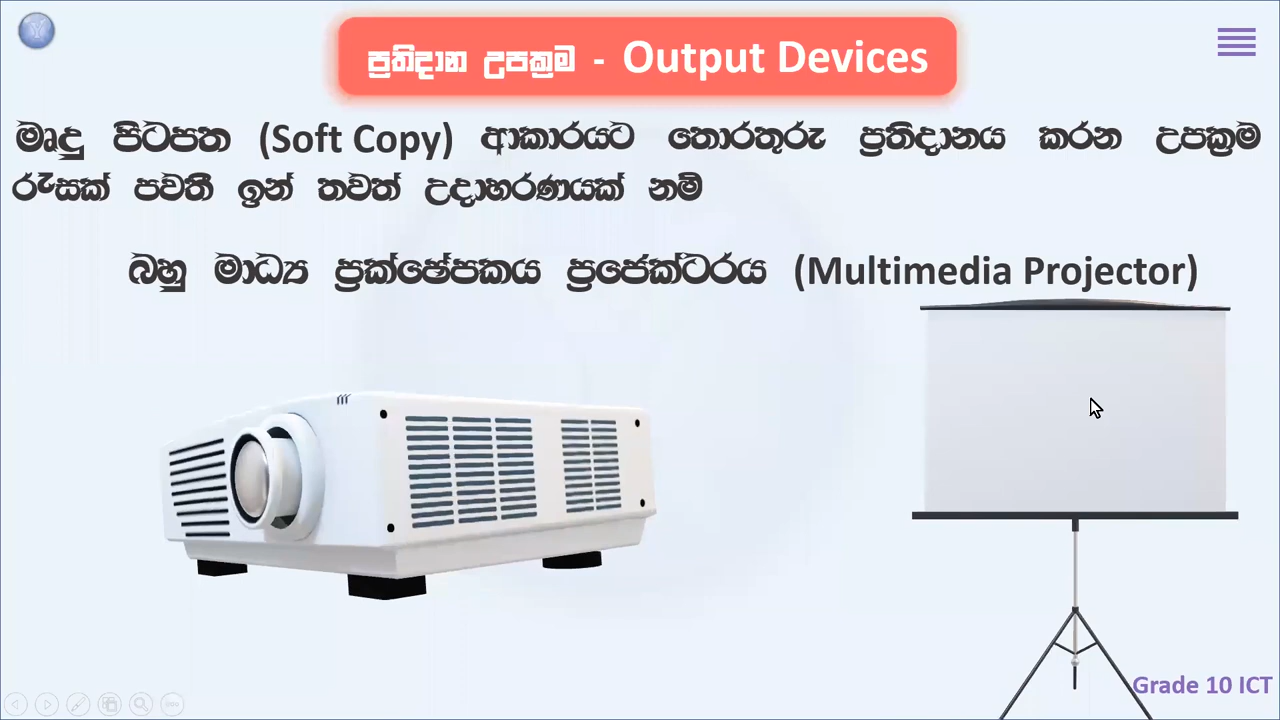 ප්‍රතිදාන උපක්‍රම - Output Devices
මෘදු පිටපත (Soft Copy) ආකාරයට තොරතුරු ප්‍රතිදානය කරන උපක්‍රම
රැසක් පවතී ඉන් තවත් උදාහරණයක් නම්
බහු මාධ්‍ය ප්‍රක්ෂේපකය ප්‍රජෙක්ටරය (Multimedia Projector)
Grade 10 ICT